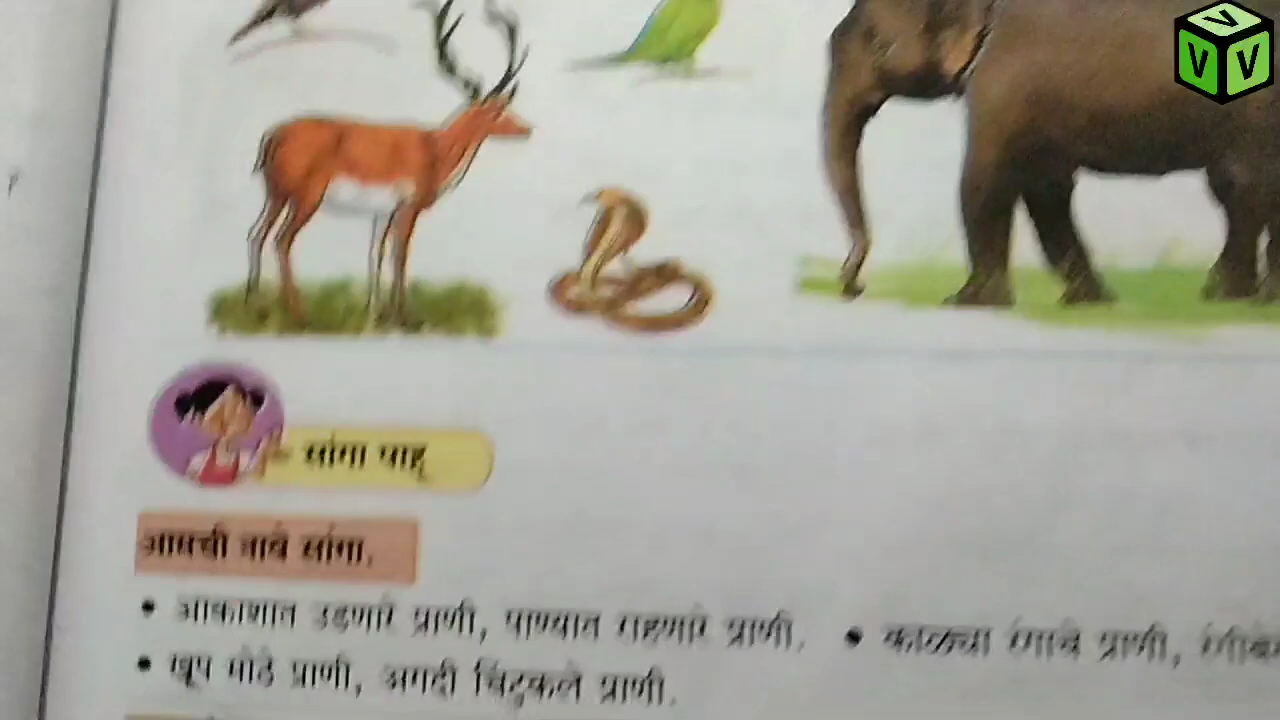 V V V
सांगा पाहू
आमची नावे सांगा.
• आकाशात उडणारे प्राणी, पाण्यात राहणारे प्राणी. • काळ्या रंगाचे प्राणी,
• खूप मोठे प्राणी, अगदी चिटुकले प्राणी.